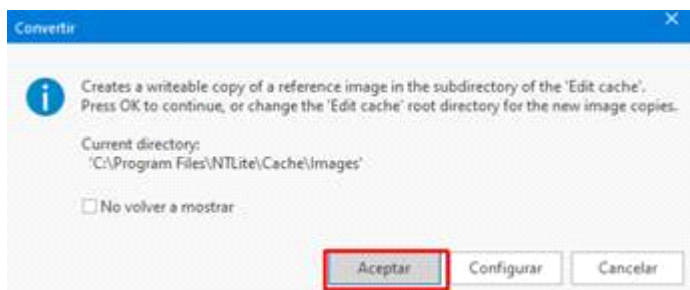 Convertir
Creates a writeable copy of a reference image in the subdirectory of the 'Edit cache'.
Press OK to continue, or change the 'Edit cache' root directory for the new image copies.
Current directory:
'C:\Program Files\NTLite\Cache\Images'
No volver a mostrar
Aceptar Configurar Cancelar